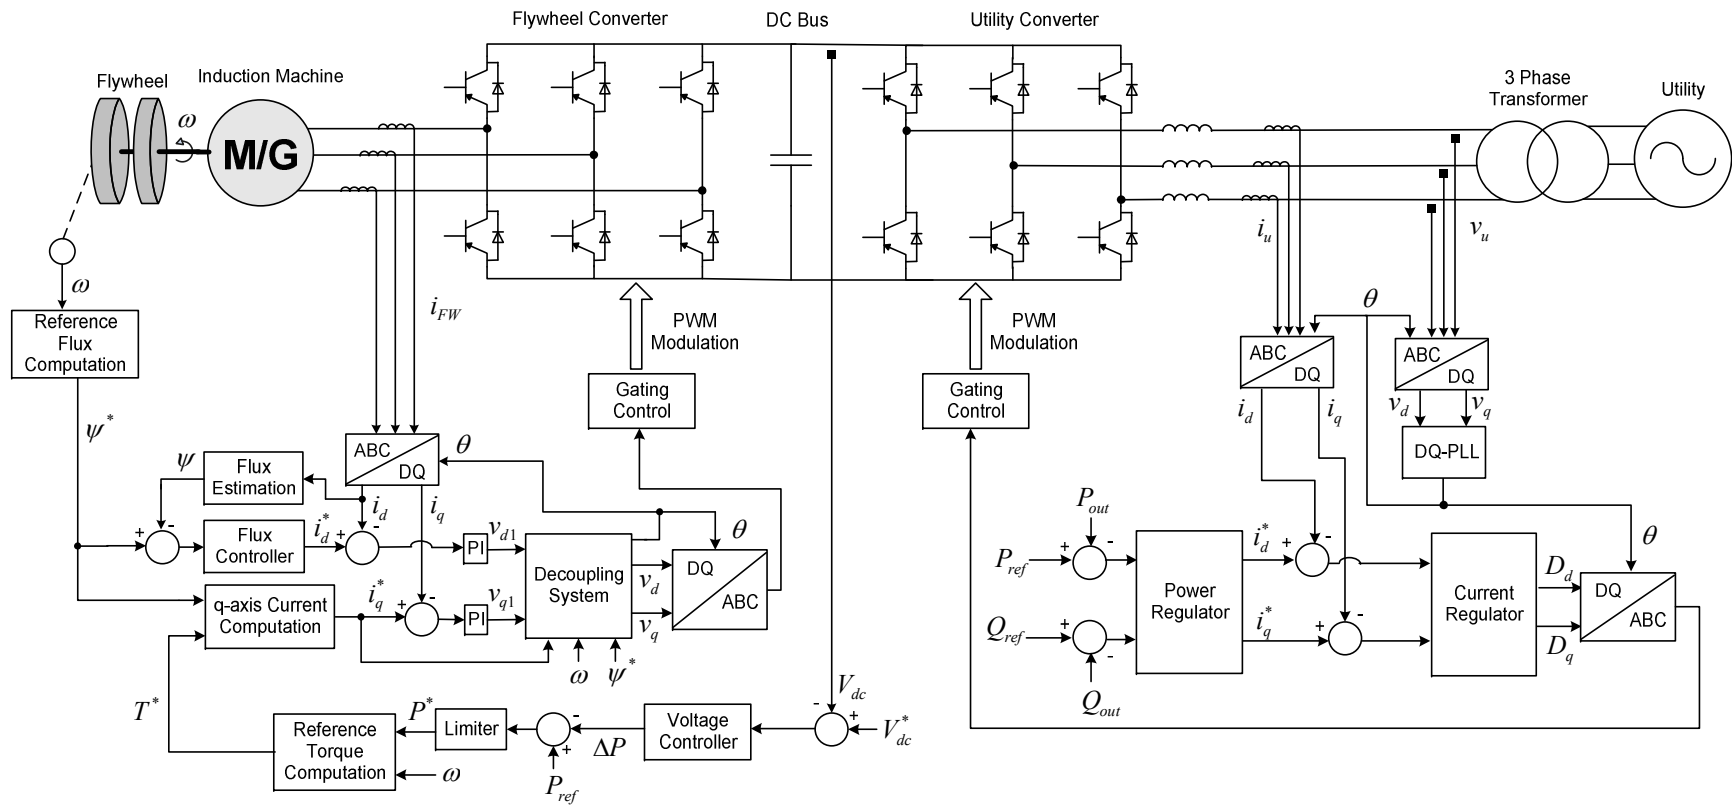 Flywheel Converter
DC Bus
Utility Converter
Flywheel
Induction Machine
3 Phase
Transformer
Utility
ω
M/G
i_u
v_u
ω
i_FW
θ
Reference
Flux
Computation
PWM
Modulation
PWM
Modulation
ABC
DQ
ABC
DQ
Gating
Control
Gating
Control
i_d
i_q
v_d
v_q
ψ*
DQ-PLL
ABC
DQ
θ
ψ
Flux
Estimation
i_d
i_q
P_out
θ
θ
+
-
Flux
Controller
i_d*
+
-
PI
v_d1
Decoupling
System
v_d
v_q
DQ
ABC
P_ref
+
-
Power
Regulator
i_d*
+
-
Current
Regulator
D_d
D_q
DQ
ABC
q-axis Current
Computation
i_q*
+
-
PI
v_q1
Q_ref
+
-
i_q*
+
-
ω
ψ*
Q_out
V_dc
T*
Reference
Torque
Computation
P*
Limiter
-
+
ΔP
Voltage
Controller
-
+
V_dc*
ω
P_ref